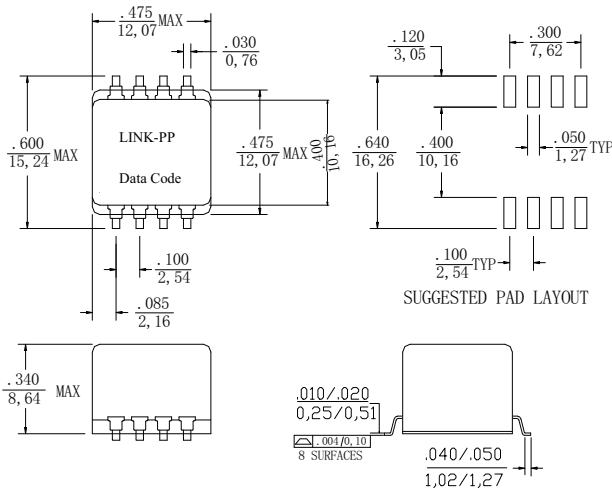 .475
12,07 MAX
.030
0,76
.600
15,24 MAX
LINK-PP
Data Code
.475
12,07 MAX
.400
10,16
.100
2,54
.085
2,16
.120
3,05
.300
7,62
.640
16,26
.400
10,16
.050
1,27 TYP
.100
2,54 TYP
SUGGESTED PAD LAYOUT
.340
8,64 MAX
.010/.020
0,25/0,51
.004/0,10
8 SURFACES
.040/.050
1,02/1,27